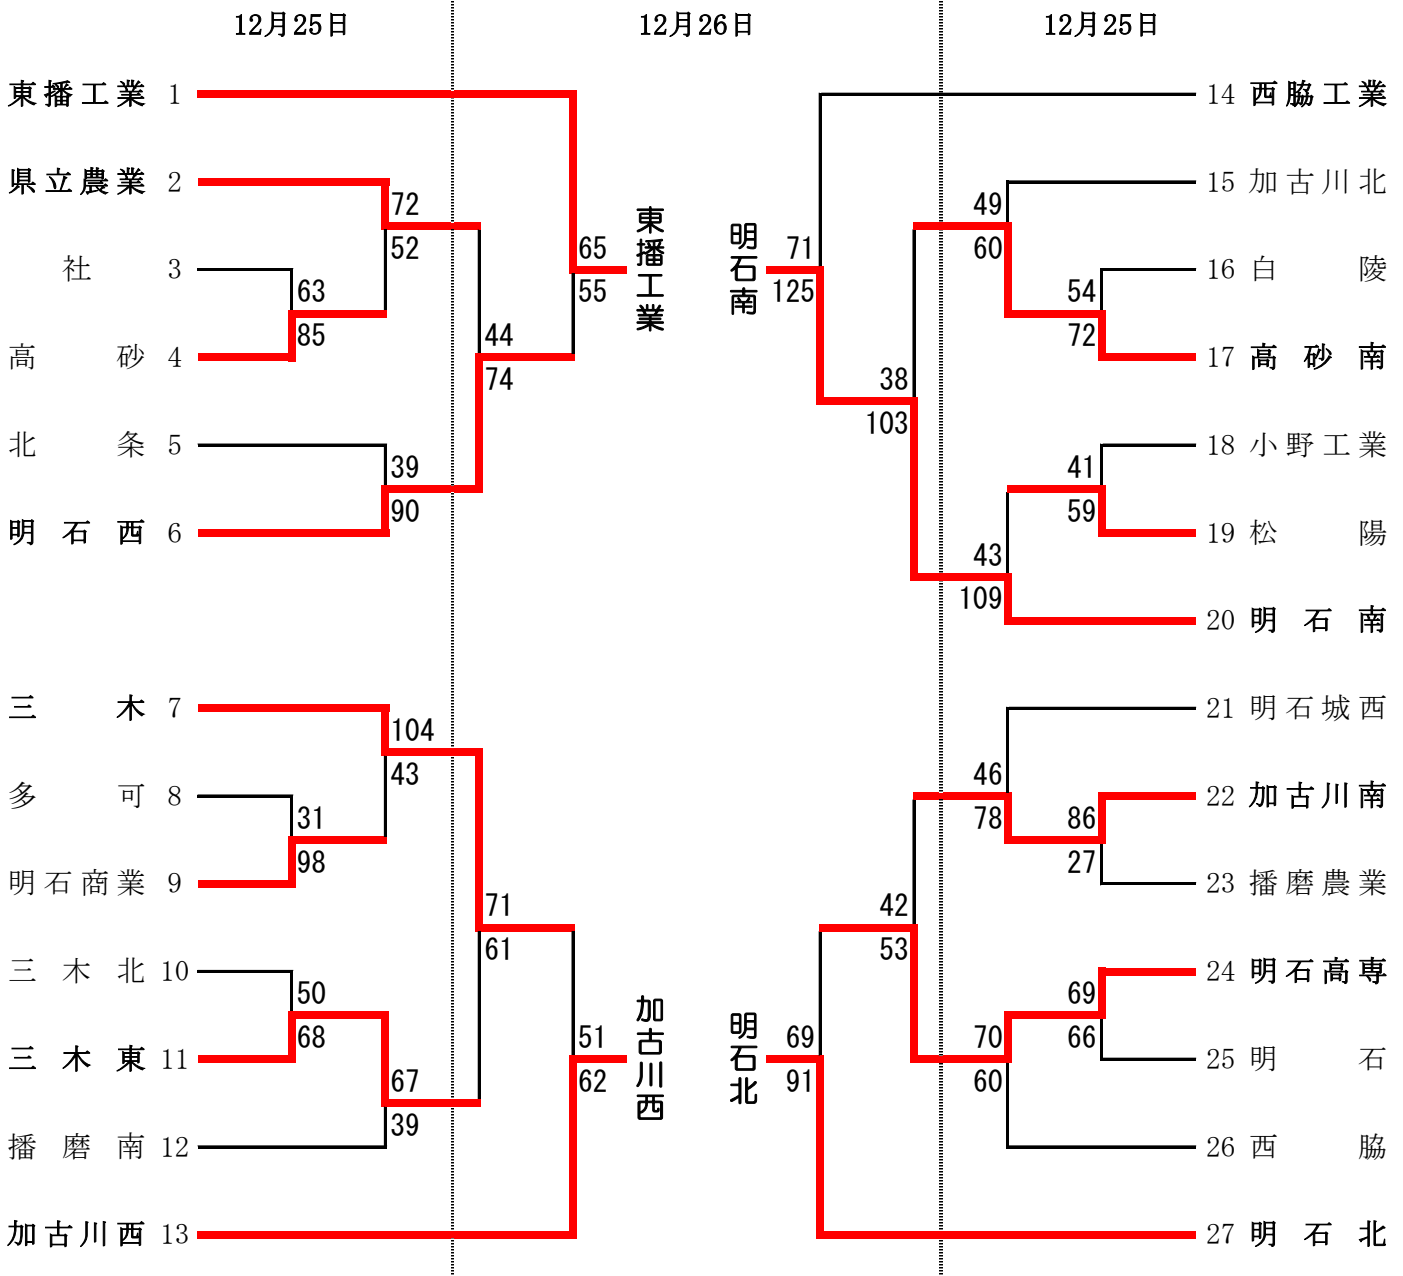 12月25日
12月26日
12月25日
東播工業 1
県立農業 2
社 3
高砂 4
北条 5
明石西 6
三木 7
多可 8
明石商業 9
三木北 10
三木東 11
播磨南 12
加古川西 13
72
52
63
85
39
90
44
74
65
55
東播工業
104
43
31
98
50
68
67
39
71
61
51
62
加古川西
明石南
71
125
38
103
49
60
54
72
41
59
43
109
明石北
69
91
42
53
46
78
86
27
69
66
70
60
14 西脇工業
15 加古川北
16 白陵
17 高砂南
18 小野工業
19 松陽
20 明石南
21 明石城西
22 加古川南
23 播磨農業
24 明石高専
25 明石
26 西脇
27 明石北